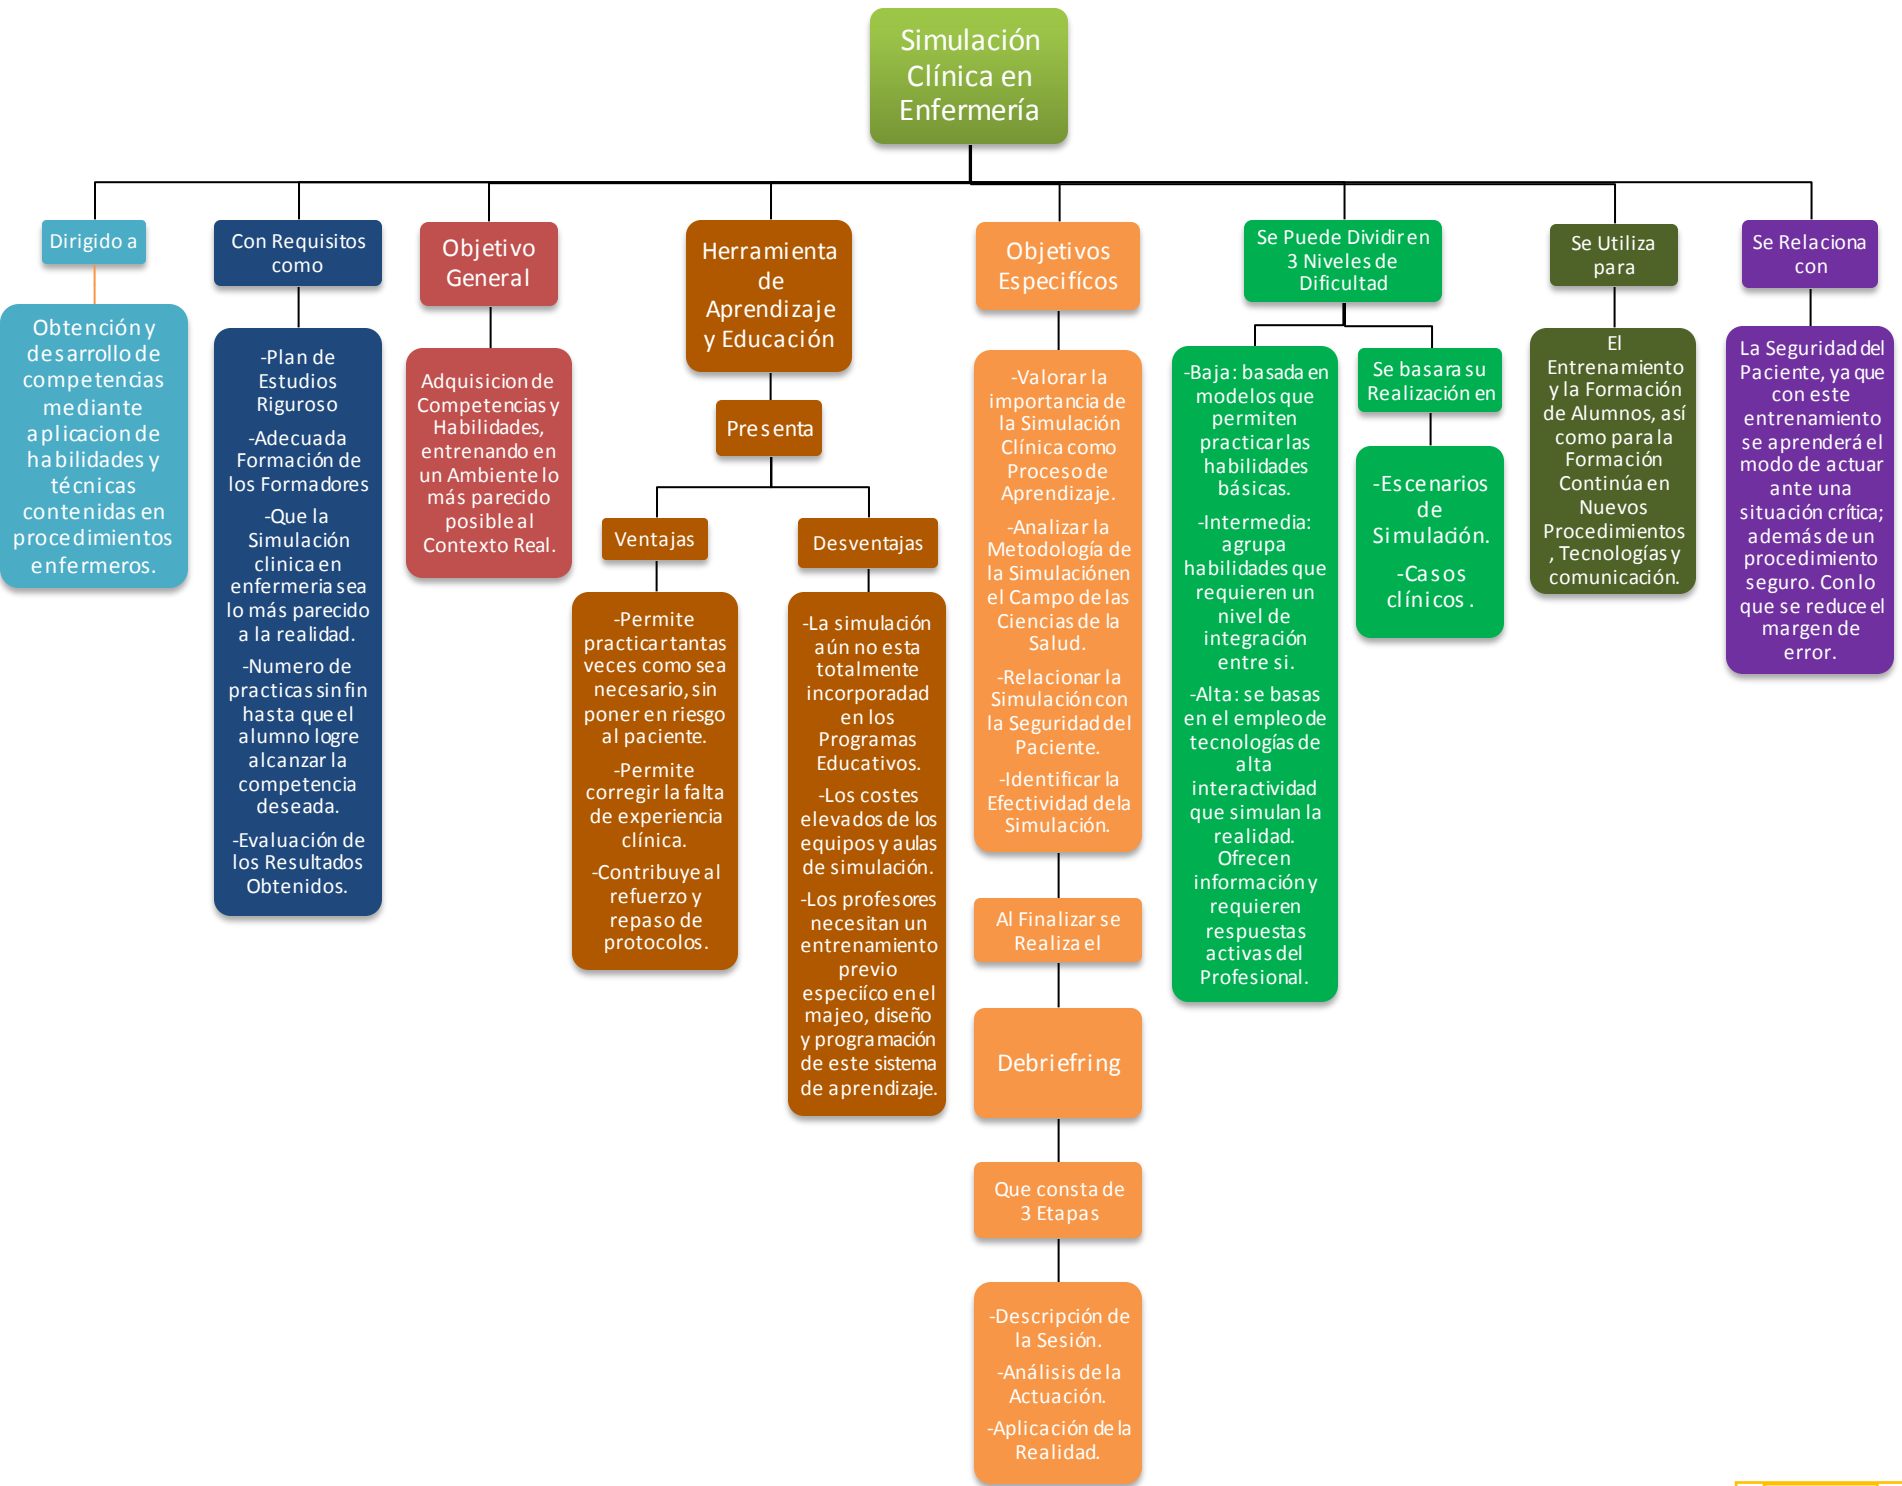 Simulación
Clínica en
Enfermería
Dirigido a
Obtención y
desarrollo de
competencias
mediante
aplicacion de
habilidades y
técnicas
contenidas en
procedimientos
enfermeros.
Con Requisitos
como
-Plan de
Estudios
Riguroso
-Adecuada
Formación de
los Formadores
-Que la
Simulación
clinica en
enfermeria sea
lo más parecido
a la realidad.
-Numero de
practicas sin fin
hasta que el
alumno logre
alcanzar la
competencia
deseada.
-Evaluación de
los Resultados
Obtenidos.
Objetivo
General
Adquisicion de
Competencias y
Habilidades,
entrenando en
un Ambiente lo
más parecido
posible al
Contexto Real.
Herramienta
de
Aprendizaje
y Educación
Presenta
Ventajas
-Permite
practicar tantas
veces como sea
necesario, sin
poner en riesgo
al paciente.
-Permite
corregir la falta
de experiencia
clínica.
-Contribuye al
refuerzo y
repaso de
protocolos.
Desventajas
-La simulación
aún no esta
totalmente
incorporadad
en los
Programas
Educativos.
-Los costes
elevados de los
equipos y aulas
de simulación.
-Los profesores
necesitan un
entrenamiento
previo
especiíco en el
majeo, diseño
y programación
de este sistema
de aprendizaje.
Objetivos
Especifícos
-Valorar la
importancia de
la Simulación
Clínica como
Proceso de
Aprendizaje.
-Analizar la
Metodología de
la Simulaciónen
el Campo de las
Ciencias de la
Salud.
-Relacionar la
Simulación con
la Seguridad del
Paciente.
-Identificar la
Efectividad dela
Simulación.
Al Finalizar se
Realiza el
Debriefring
Que consta de
3 Etapas
-Descripción de
la Sesión.
-Análisis de la
Actuación.
-Aplicación de la
Realidad.
Se Puede Dividir en
3 Niveles de
Dificultad
-Baja: basada en
modelos que
permiten
practicar las
habilidades
básicas.
-Intermedia:
agrupa
habilidades que
requieren un
nivel de
integración
entre si.
-Alta: se basas
en el empleo de
tecnologías de
alta
interactividad
que simulan la
realidad.
Ofrecen
información y
requieren
respuestas
activas del
Profesional.
Se basara su
Realización en
-Escenarios
de
Simulación.
-Casos
clínicos.
Se Utiliza
para
El
Entrenamiento
y la Formación
de Alumnos, así
como para la
Formación
Continúa en
Nuevos
Procedimientos
, Tecnologías y
comunicación.
Se Relaciona
con
La Seguridad del
Paciente, ya que
con este
entrenamiento
se aprenderá el
modo de actuar
ante una
situación crítica;
además de un
procedimiento
seguro. Con lo
que se reduce el
margen de
error.